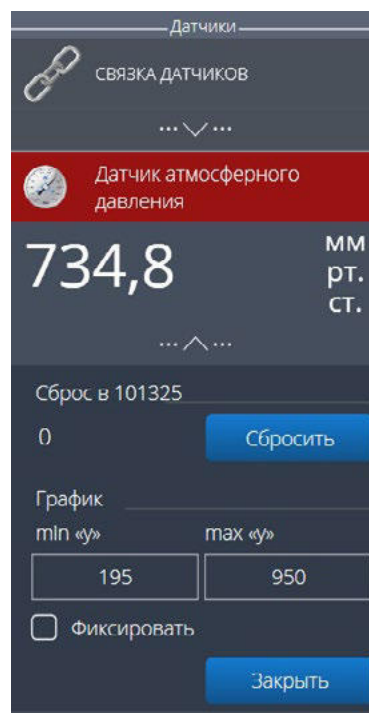 Датчики
СВЯЗКА ДАТЧИКОВ
Датчик атмосферного
давления
734,8
мм
рт.
ст.
Сброс в 101325
0
Сбросить
График
min «y»
max «y»
195
950
Фиксировать
Закрыть